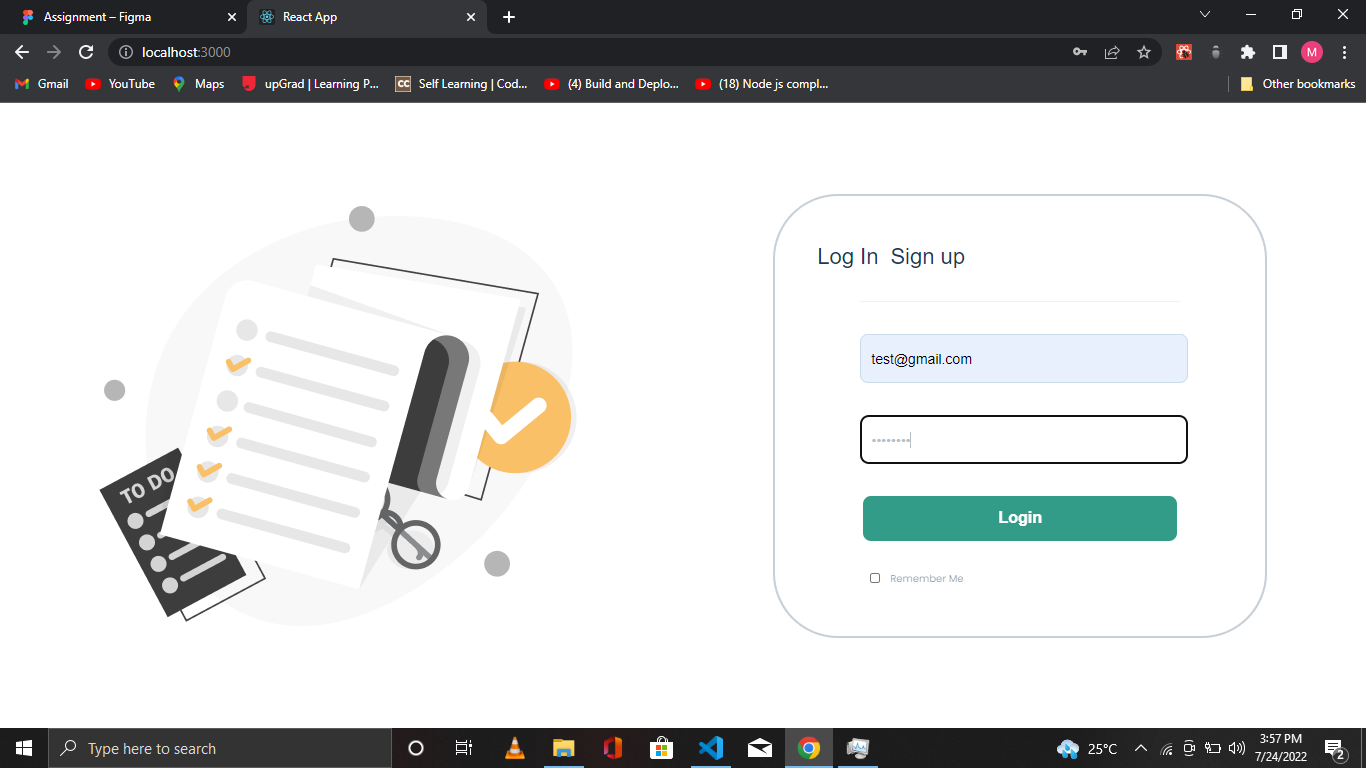 Assignment – Figma
React App
localhost:3000
M
Gmail
YouTube
Maps
upGrad | Learning P...
CC
Self Learning | Cod...
(4) Build and Deplo...
(18) Node js compl...
Other bookmarks
TO DO
Log In Sign up
test@gmail.com
••••••••
Login
Remember Me
Type here to search
25°C
3:57 PM
7/24/2022
2